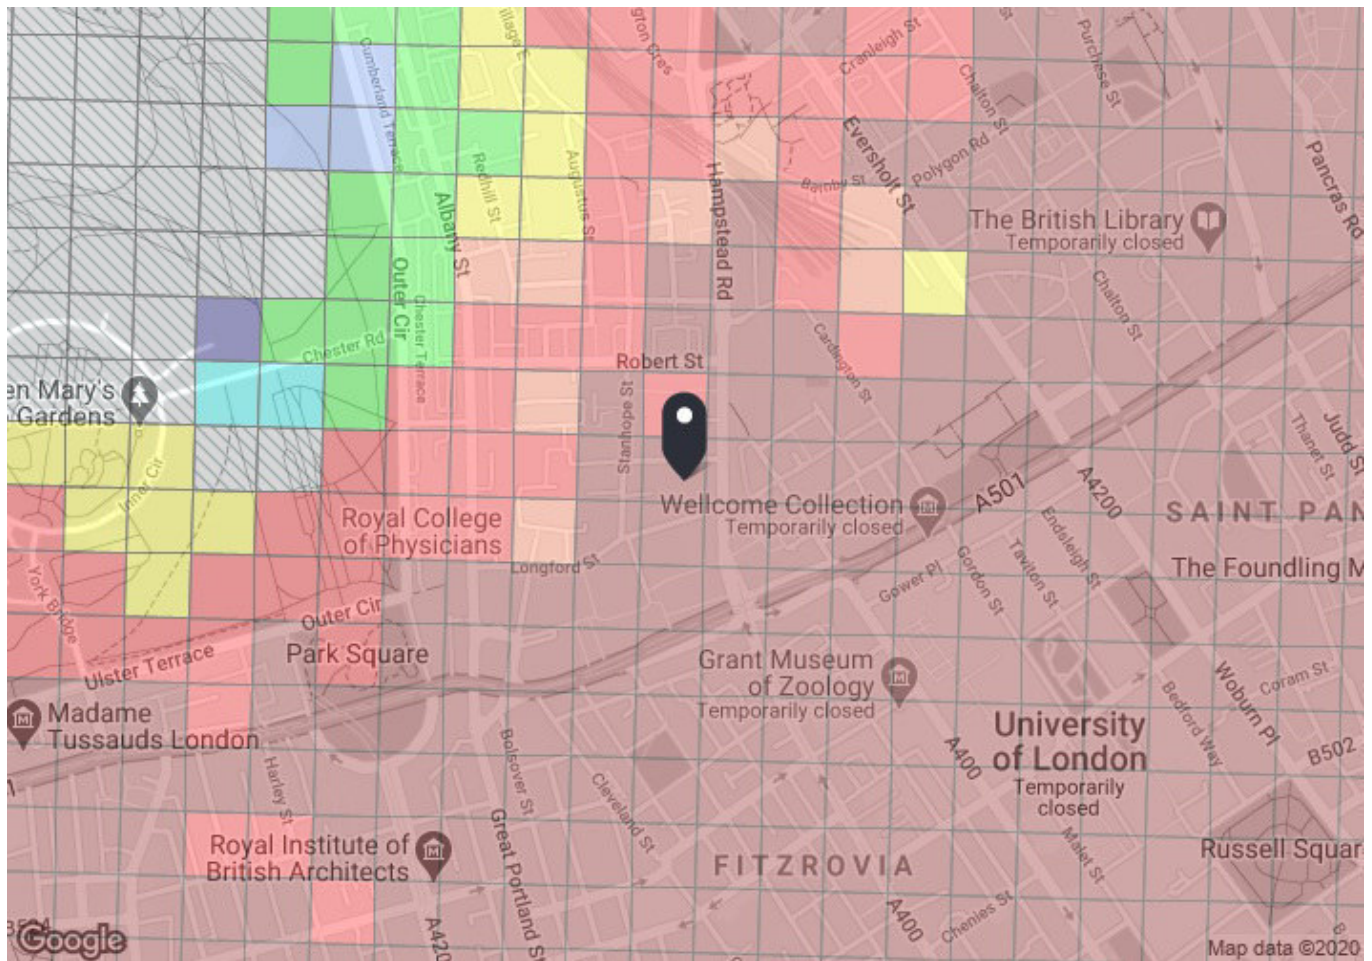 Cumberland Terrace
Cranleigh St
Chalton St
Purchese St
Polygon Rd
Eversholt St
Barnby St
Pancras Rd
Redhill St
Augustus St
Albany St
Hampstead Rd
The British Library
Temporarily closed
Outer Cir
Chester Terrace
Chalton St
Chester Rd
Cardington St
Robert St
en Mary's
Gardens
Stanhope St
Judd St
Thanet St
Inner Cir
Wellcome Collection
Temporarily closed
A501
A4200
SAINT PAN
Royal College
of Physicians
Endsleigh St
Longford St
Gower Pl
Gordon St
Taviton St
The Foundling M
York Bridge
Outer Cir
Ulster Terrace
Park Square
Grant Museum
of Zoology
Temporarily closed
Coram St
Woburn Pl
Bedford Way
Madame
Tussauds London
University
of London
Temporarily
closed
B502
A400
Harley St
Bolsover St
Cleveland St
Great Portland St
Malet St
Royal Institute of
British Architects
FITZROVIA
Russell Squar
A400
Chenies St
A420
Google
Map data ©2020